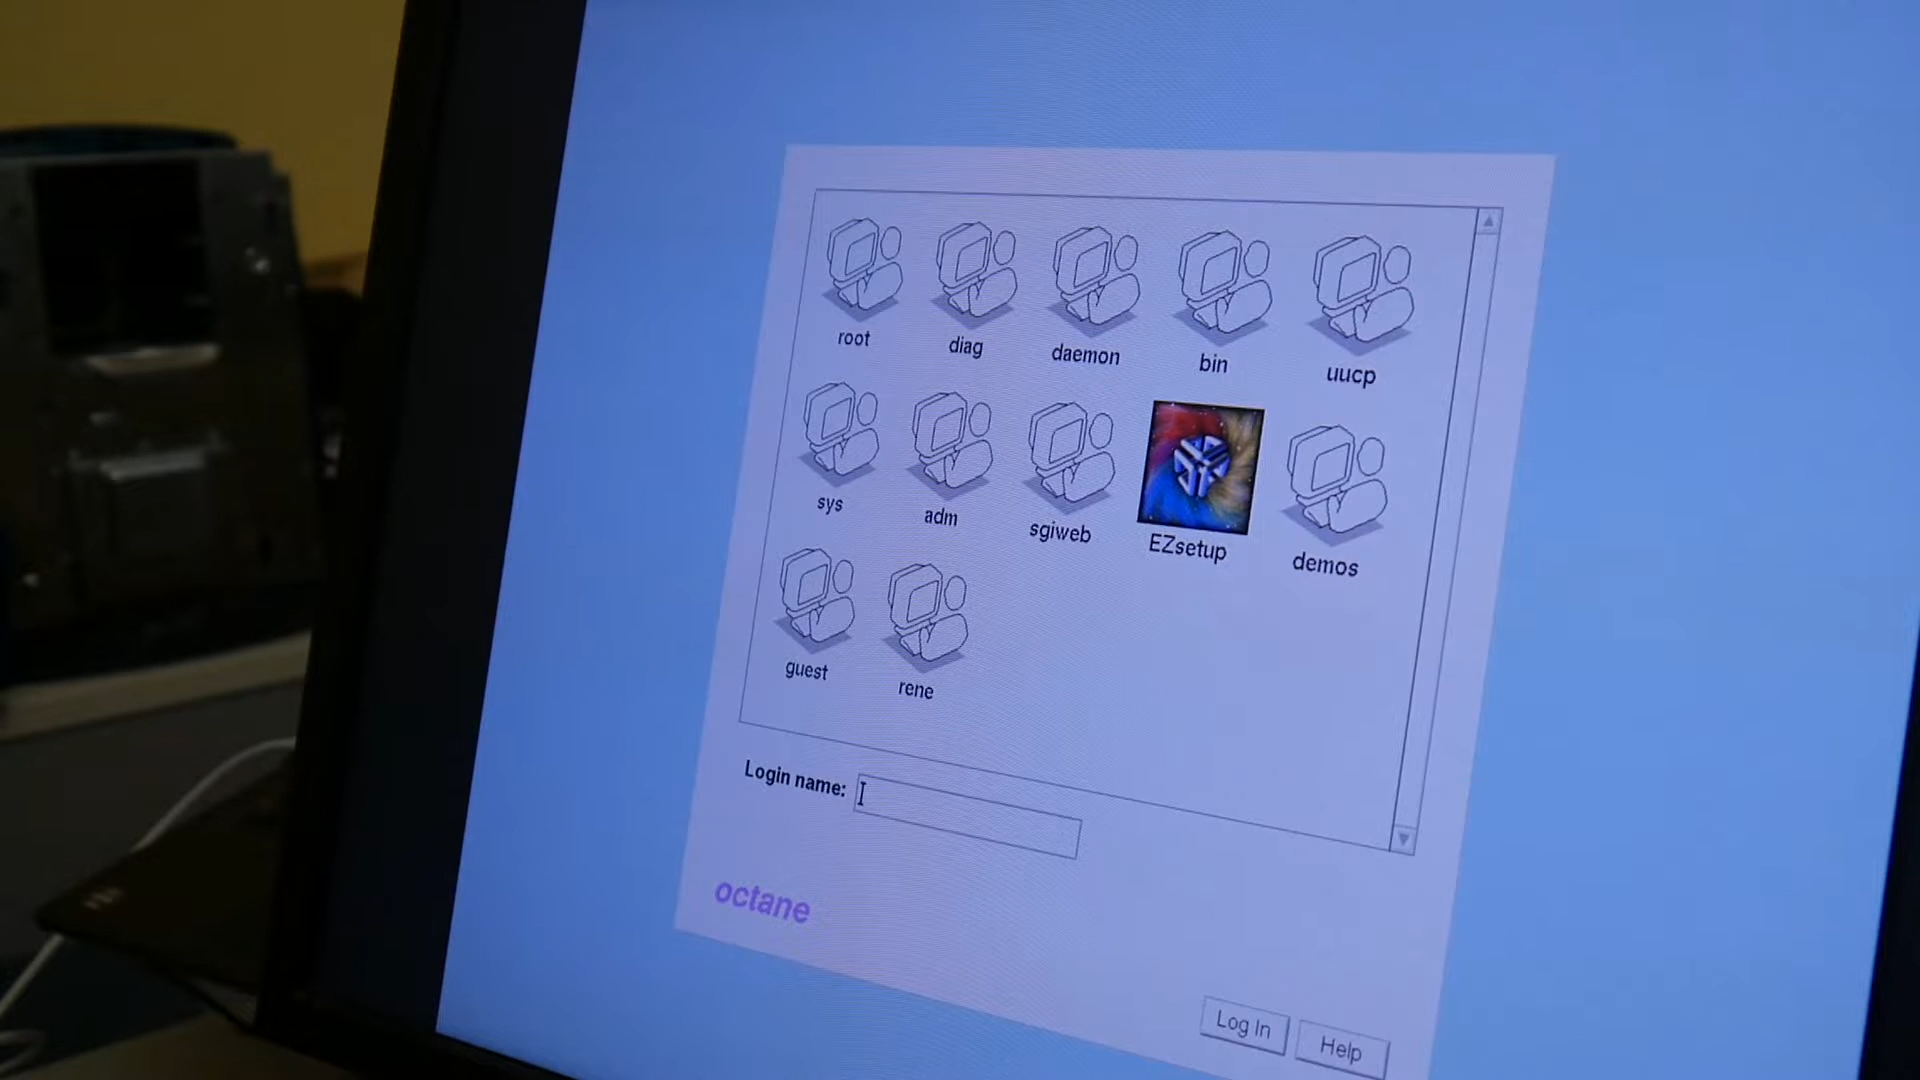 root diag daemon bin uucp
sys adm sgiweb EZsetup demos
guest rene
Login name:
octane
Log In Help